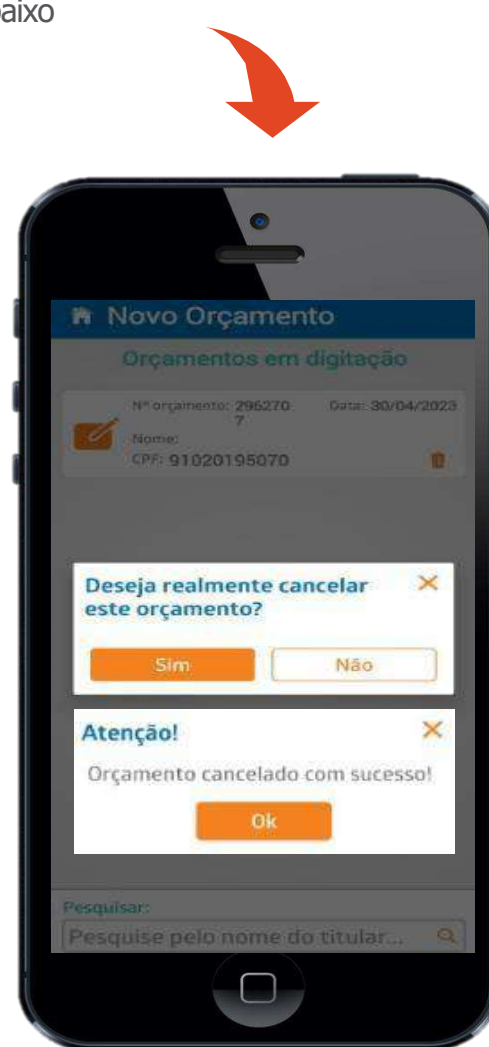 baixo
Novo Orçamento
Orçamentos em digitação
Nº orçamento: 296270 Data: 30/04/2023
7
Nome:
CPF: 91020195070
Deseja realmente cancelar
este orçamento?
Sim Não
Atenção!
Orçamento cancelado com sucesso!
Ok
Pesquisar:
Pesquise pelo nome do titular...